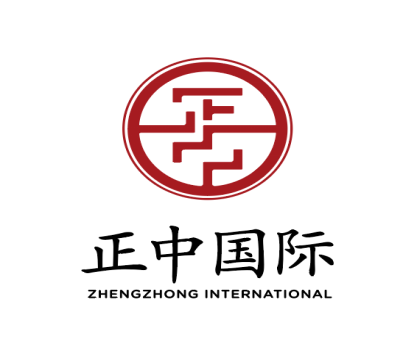 正中国际
ZHENGZHONG INTERNATIONAL